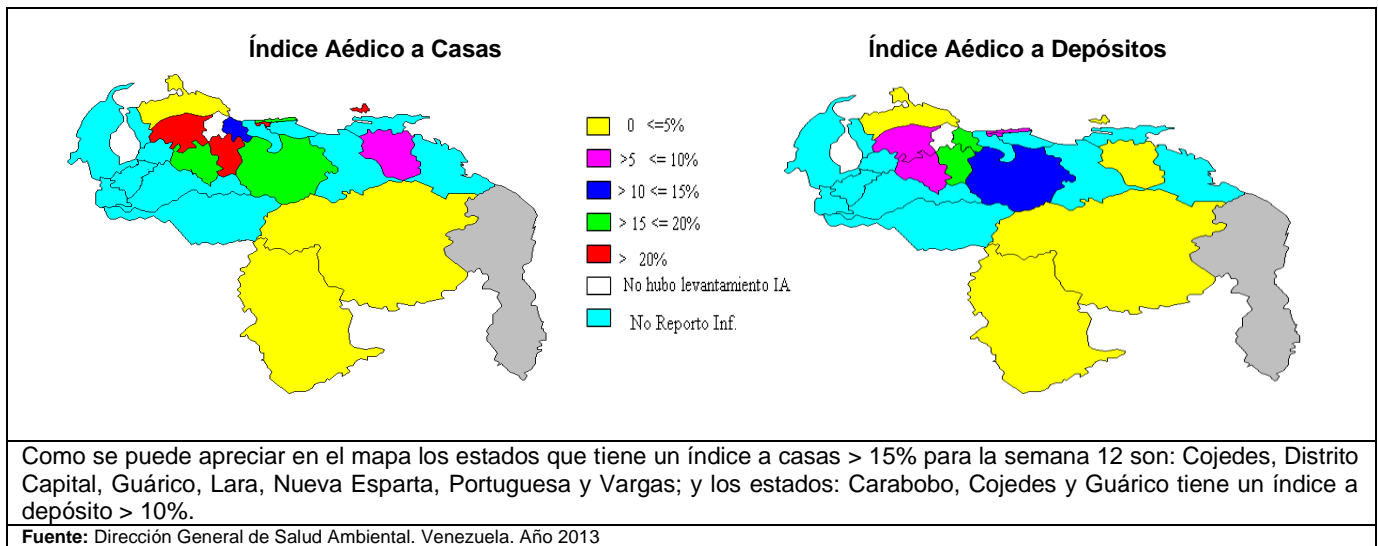 Índice Aédico a Casas
Índice Aédico a Depósitos
0 <=5%
>5 <= 10%
> 10 <= 15%
> 15 <= 20%
> 20%
No hubo levantamiento IA
No Reporto Inf.
Como se puede apreciar en el mapa los estados que tiene un índice a casas > 15% para la semana 12 son: Cojedes, Distrito
Capital, Guárico, Lara, Nueva Esparta, Portuguesa y Vargas; y los estados: Carabobo, Cojedes y Guárico tiene un índice a
depósito > 10%.
Fuente: Dirección General de Salud Ambiental. Venezuela. Año 2013